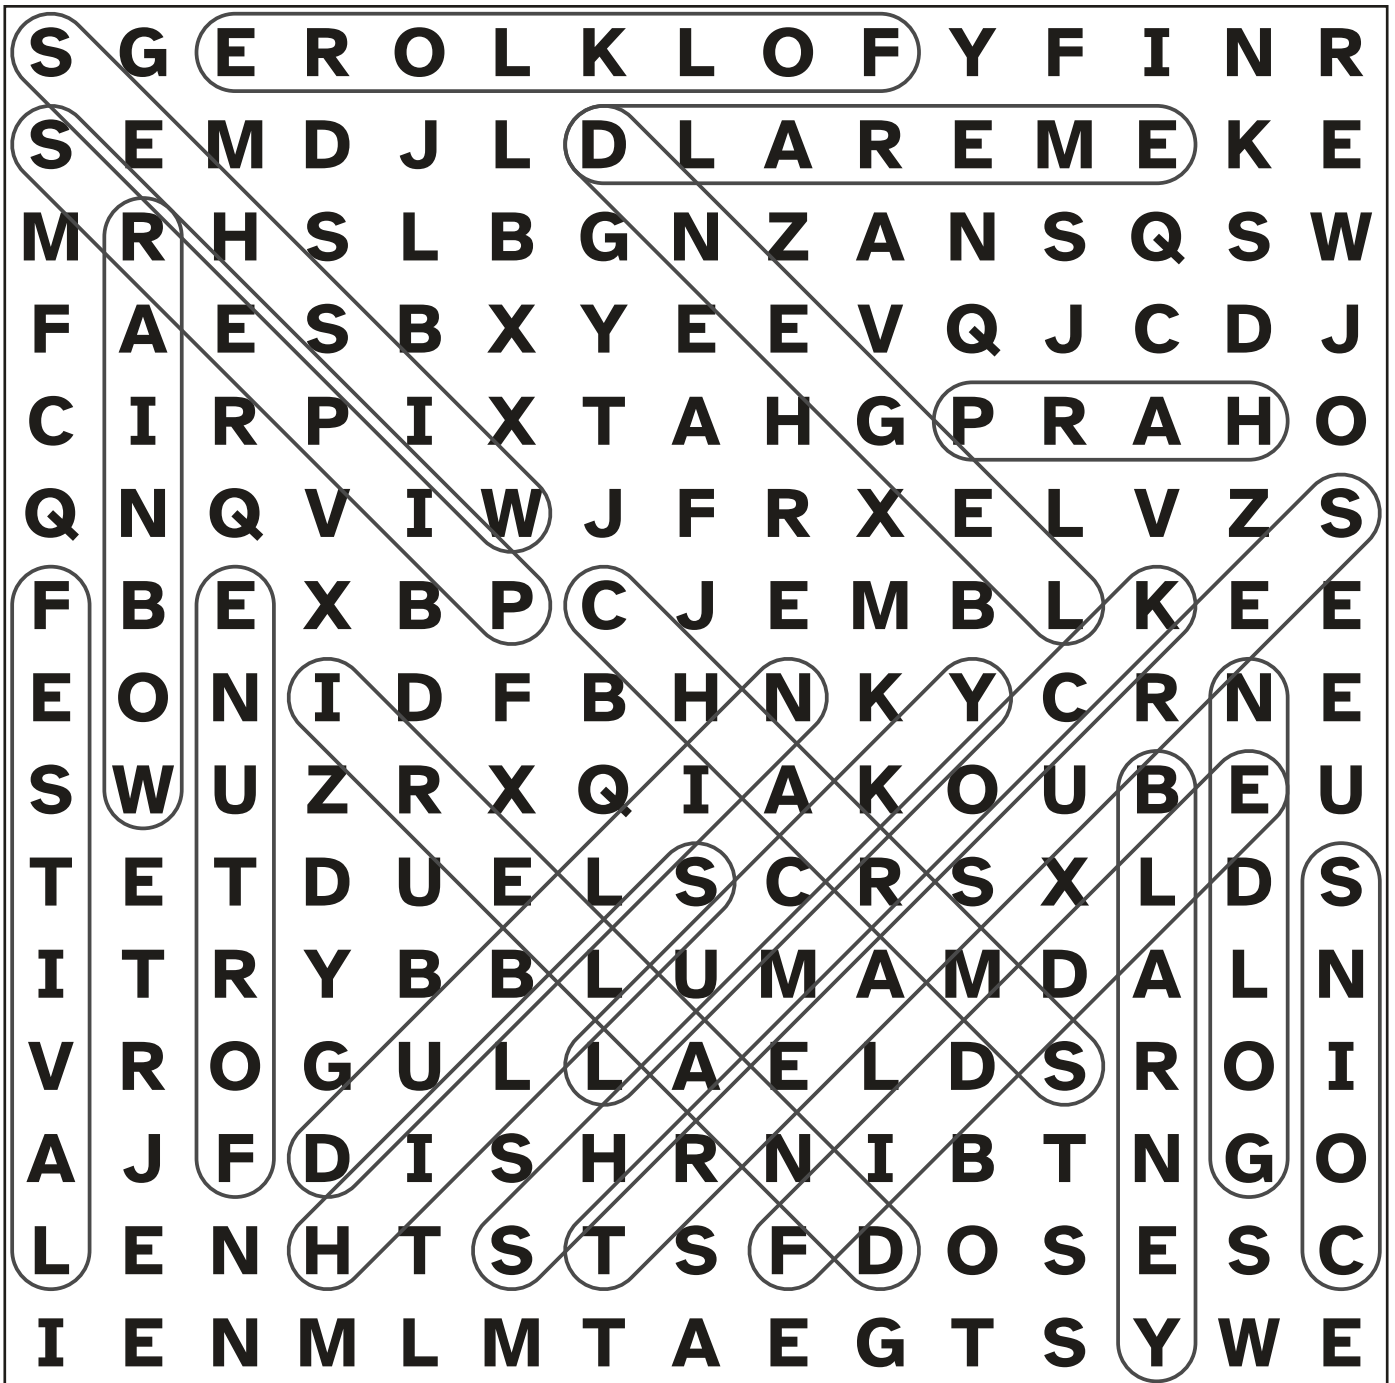 S G E R O L K L O F Y F I N R
S E M D J L D L A R E M E K E
M R H S L B G N Z A N S Q S W
F A E S B X Y E E V Q J C D J
C I R P I X T A H G P R A H O
Q N Q V I W J F R X E L V Z S
F B E X B P C J E M B L K E E
E O N I D F B H N K Y C R N E
S W U Z R X Q I A K O U B E U
T E T D U E L S C R S X L D S
I T R Y B B L U M A M D A L N
V R O G U L L A E L D S R O I
A J F D I S H R N I B T N G O
L E N H T S T S F D O S E S C
I E N M L M T A E G T S Y W E